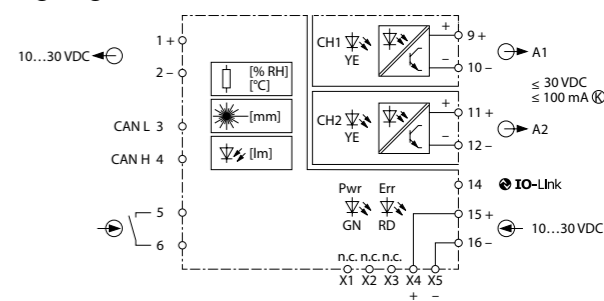 10…30 VDC
1 +
2 –
CAN L 3
CAN H 4
5
6
[% RH]
[°C]
[mm]
[lm]
CH1
YE
+
–
9 +
10 –
A1
≤ 30 VDC
≤ 100 mA Ⓚ
CH2
YE
+
–
11 +
12 –
A2
14
IO-Link
Pwr Err
GN RD
15 +
16 –
10…30 VDC
n.c. n.c. n.c.
X1 X2 X3 X4 X5
+ –